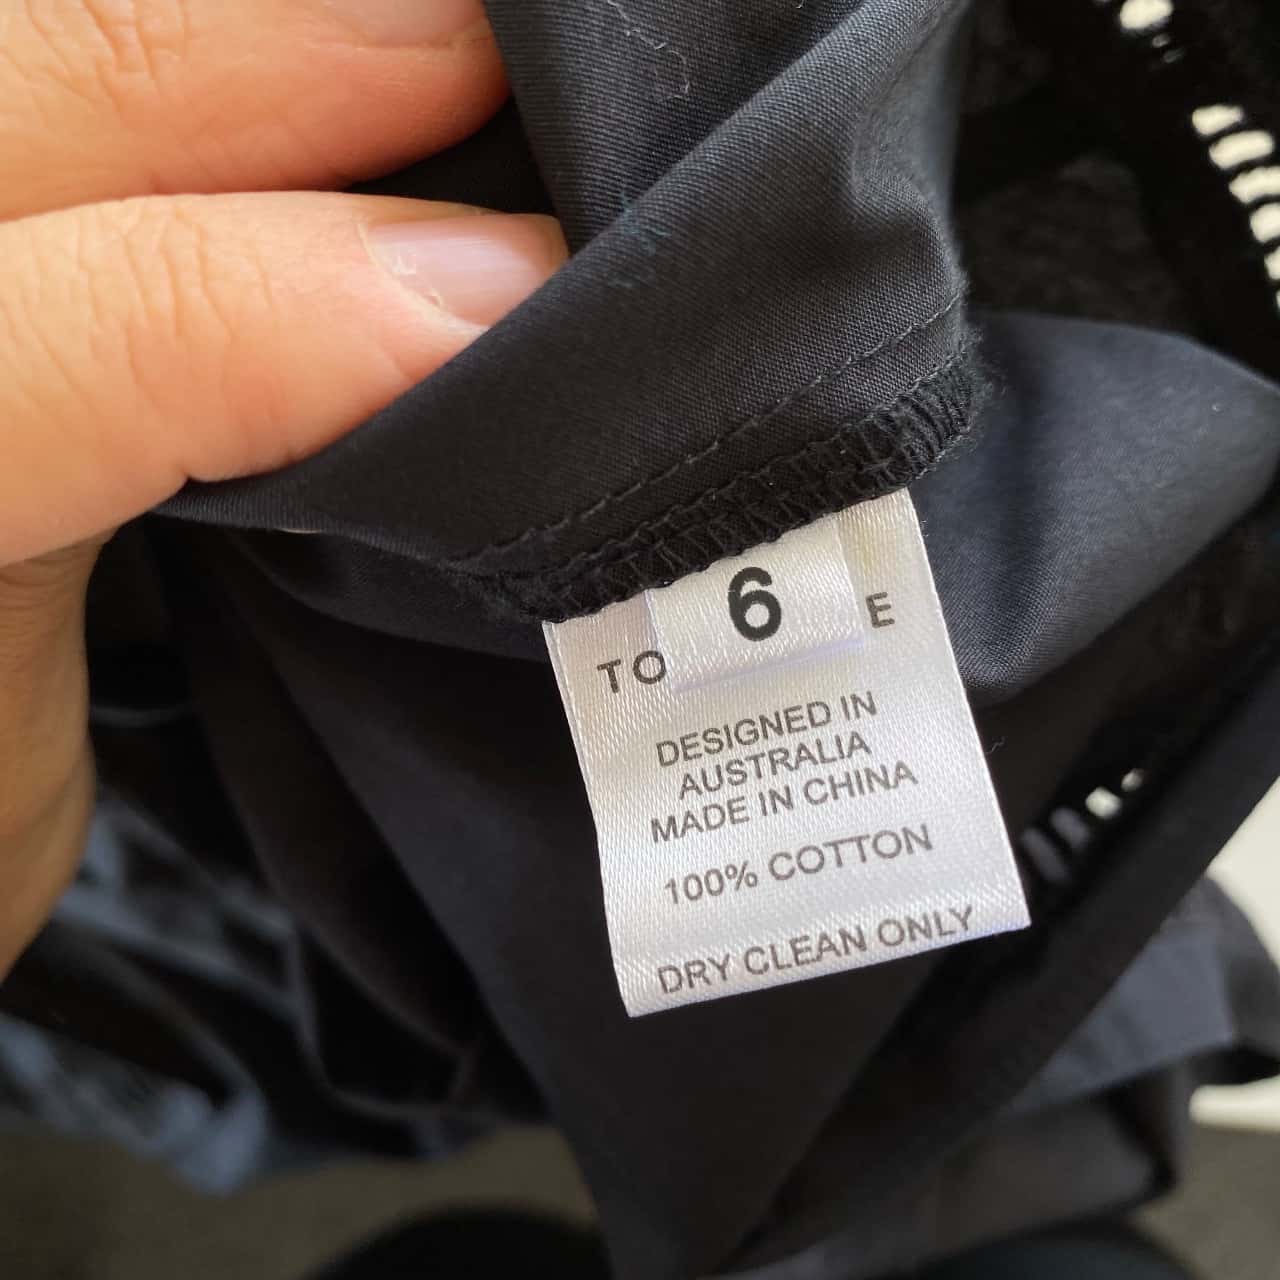 6
TO E
DESIGNED IN
AUSTRALIA
MADE IN CHINA
100% COTTON
DRY CLEAN ONLY